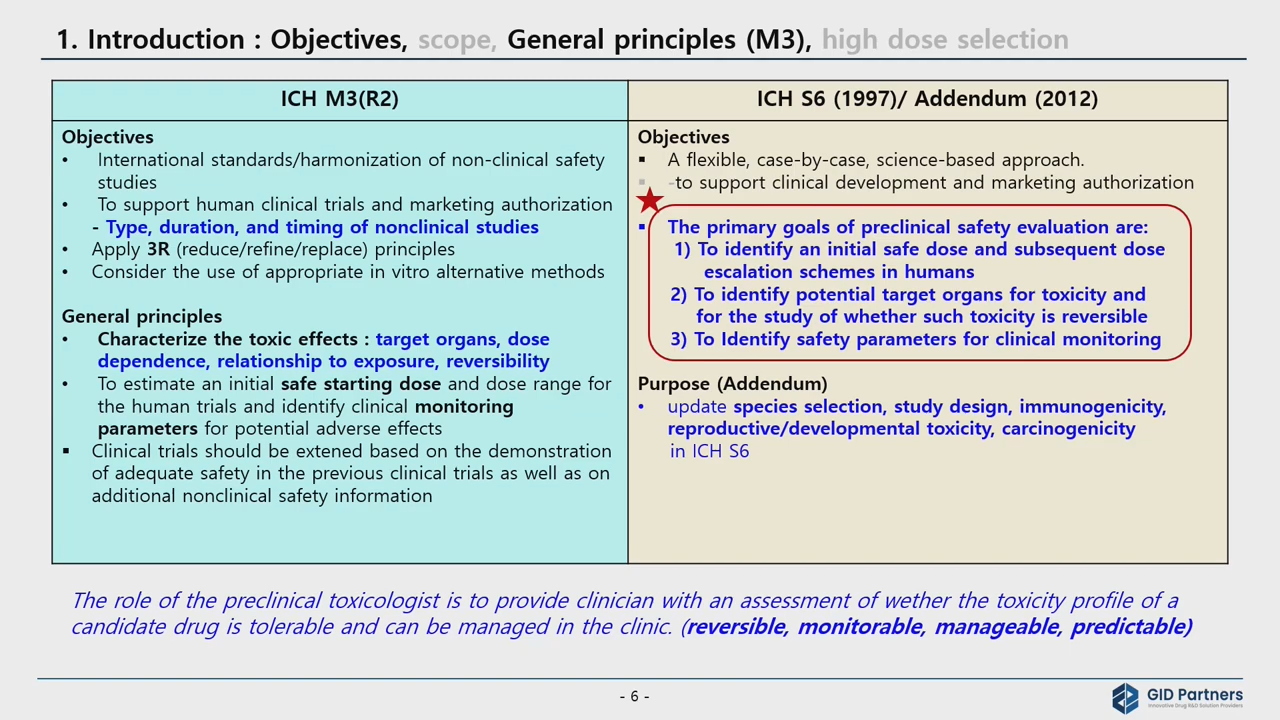 1. Introduction : Objectives, scope, General principles (M3), high dose selection
ICH M3(R2)
Objectives
• International standards/harmonization of non-clinical safety
studies
• To support human clinical trials and marketing authorization
- Type, duration, and timing of nonclinical studies
• Apply 3R (reduce/refine/replace) principles
• Consider the use of appropriate in vitro alternative methods
General principles
• Characterize the toxic effects : target organs, dose
dependence, relationship to exposure, reversibility
• To estimate an initial safe starting dose and dose range for
the human trials and identify clinical monitoring
parameters for potential adverse effects
▪ Clinical trials should be extened based on the demonstration
of adequate safety in the previous clinical trials as well as on
additional nonclinical safety information
ICH S6 (1997)/ Addendum (2012)
Objectives
▪ A flexible, case-by-case, science-based approach.
▪ -to support clinical development and marketing authorization
▪ The primary goals of preclinical safety evaluation are:
1) To identify an initial safe dose and subsequent dose
escalation schemes in humans
2) To identify potential target organs for toxicity and
for the study of whether such toxicity is reversible
3) To Identify safety parameters for clinical monitoring
Purpose (Addendum)
• update species selection, study design, immunogenicity,
reproductive/developmental toxicity, carcinogenicity
in ICH S6
The role of the preclinical toxicologist is to provide clinician with an assessment of wether the toxicity profile of a
candidate drug is tolerable and can be managed in the clinic. (reversible, monitorable, manageable, predictable)
- 6 -
GID Partners
Innovative Drug R&D Solution Providers